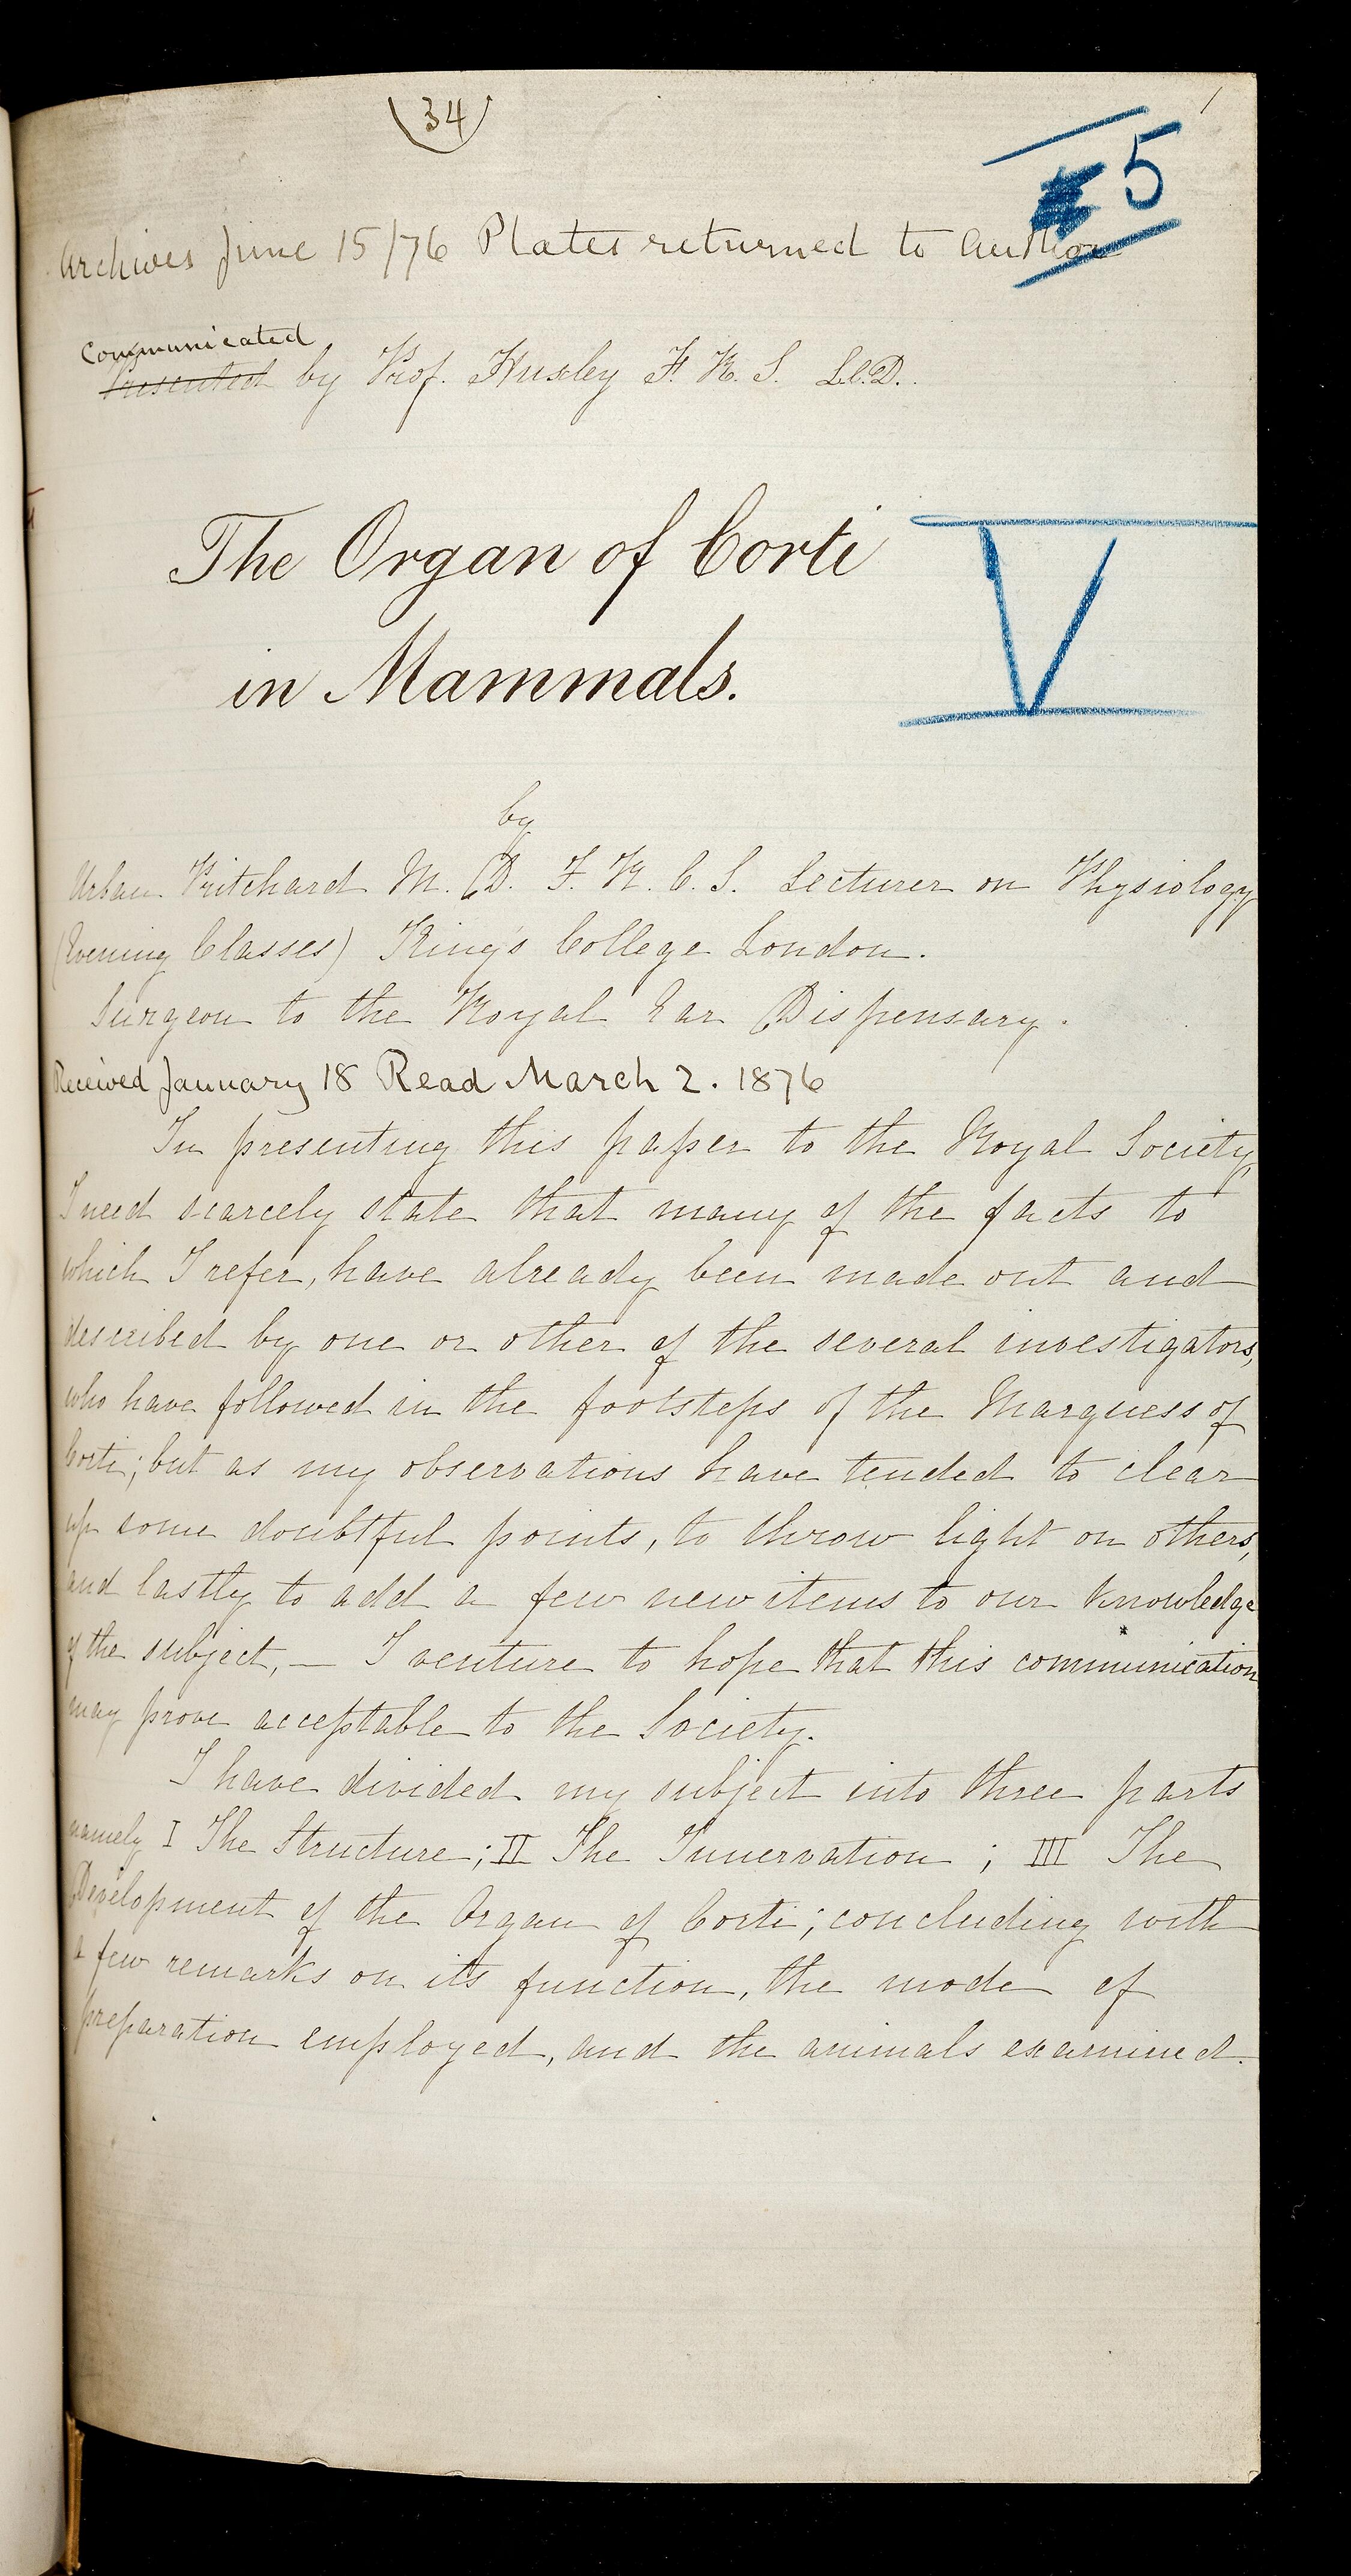 34
1
5
Archives June 15/76 Plates returned to Author
Communicated
Presented by Prof. Huxley F. R. S. LL.D.
The Organ of Corti
V
in Mammals.
by
Urban Pritchard M. D. F. R. C. S. Lecturer on Physiology
(Evening Classes) King's College London.
Surgeon to the Royal Ear Dispensary.
Received January 18 Read March 2. 1876
In presenting this paper to the Royal Society,
I need scarcely state that many of the facts to
which I refer, have already been made out and
described by one or other of the several investigators,
who have followed in the footsteps of the Marquess of
Corti; but as my observations have tended to clear
up some doubtful points, to throw light on others,
and lastly to add a few new items to our knowledge
of the subject, — I venture to hope that this communication
may prove acceptable to the Society.
I have divided my subject into three parts
namely I The Structure; II The Innervation; III The
Development of the Organ of Corti; concluding with
a few remarks on its function, the mode of
preparation employed, and the animals examined.